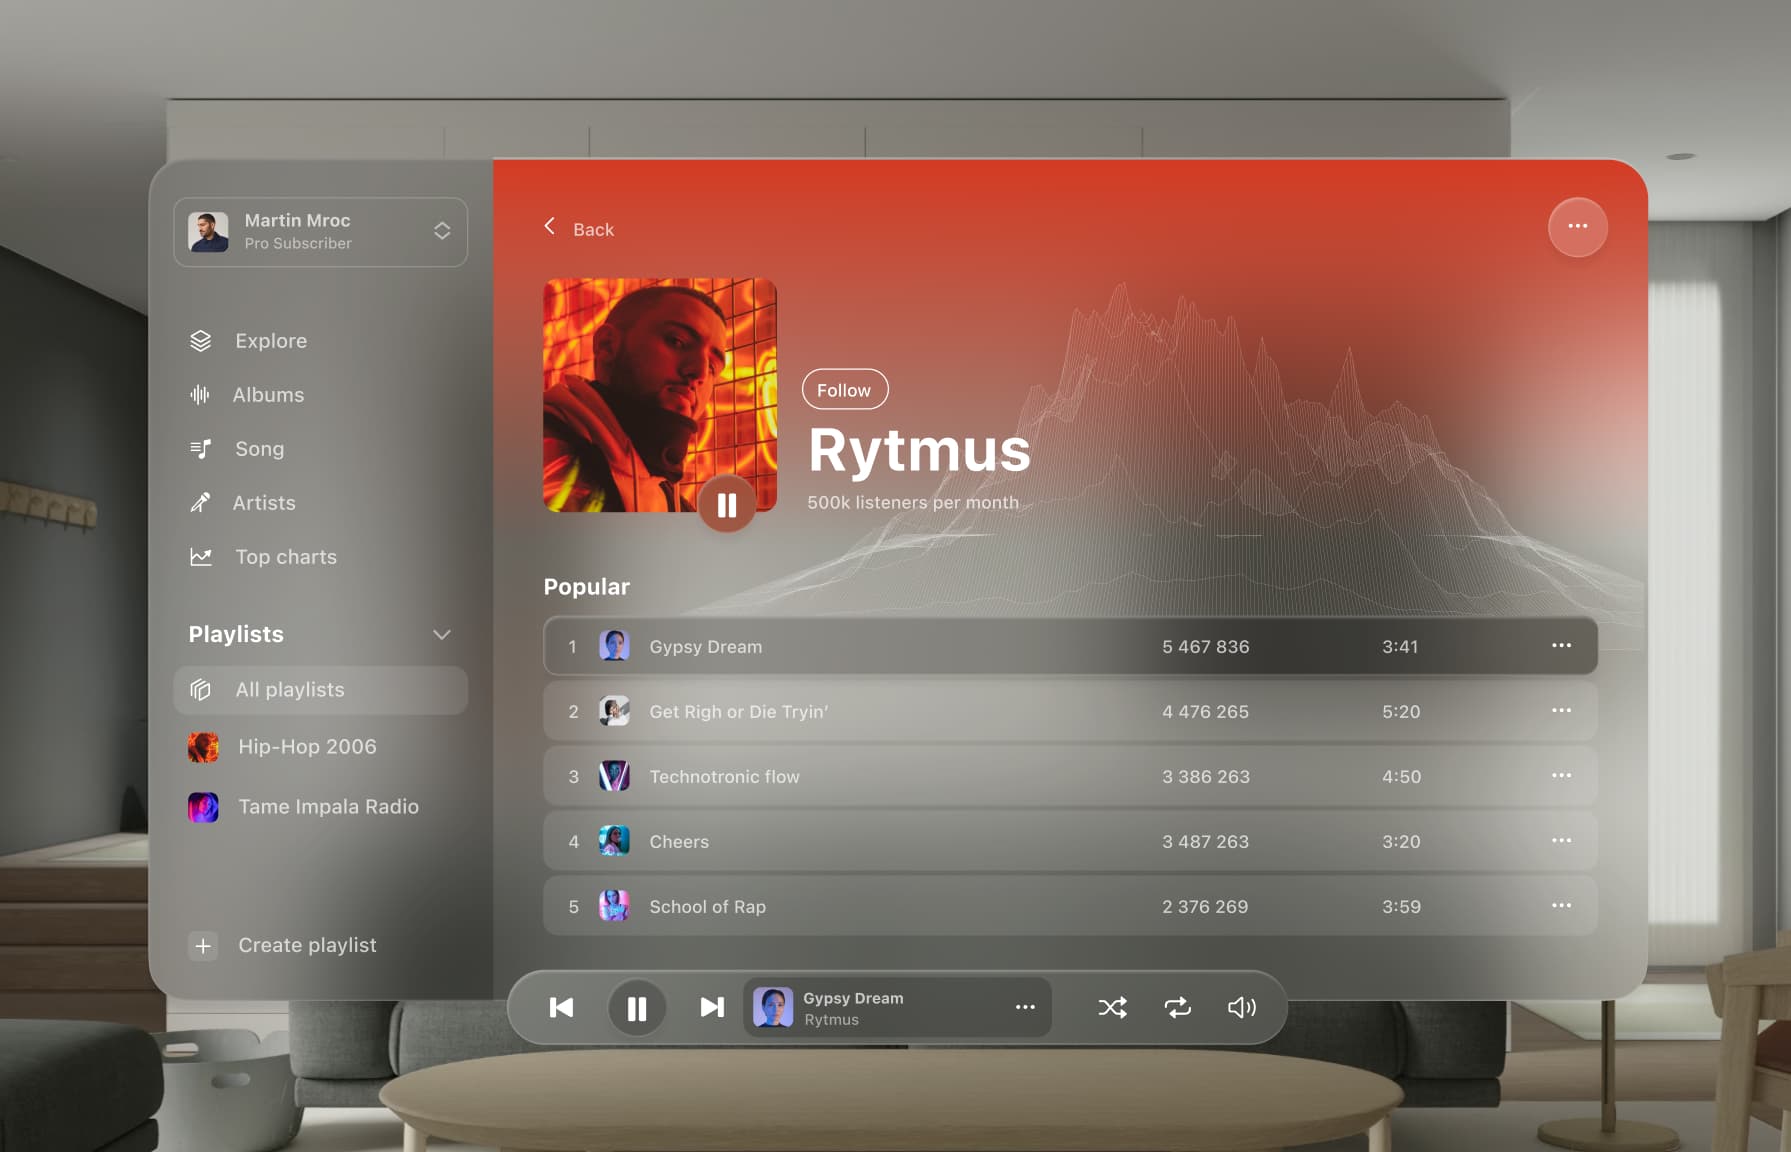 Martin Mroc
Pro Subscriber
Explore
Albums
Song
Artists
Top charts
Playlists
All playlists
Hip-Hop 2006
Tame Impala Radio
Create playlist
Back
Follow
Rytmus
500k listeners per month
Popular
1 Gypsy Dream 5 467 836 3:41
2 Get Righ or Die Tryin' 4 476 265 5:20
3 Technotronic flow 3 386 263 4:50
4 Cheers 3 487 263 3:20
5 School of Rap 2 376 269 3:59
Gypsy Dream
Rytmus